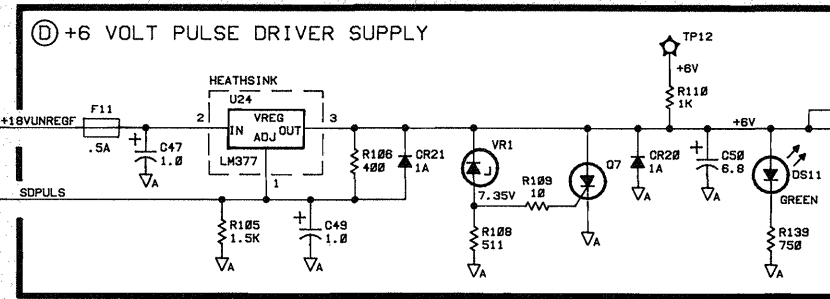 D +6 VOLT PULSE DRIVER SUPPLY
TP12
+6V
HEATHSINK
U24
R110
1K
+18VUNREGF
F11
.5A
2
IN
VREG
ADJ
OUT
3
+6V
+
C47
1.0
LM377
1
R106
400
CR21
1A
VR1
7.35V
R109
10
Q7
CR20
1A
+
C50
6.8
DS11
GREEN
SDPULS
R105
1.5K
+
C49
1.0
R108
511
R139
750
A
A
A
A
A
A
A
A